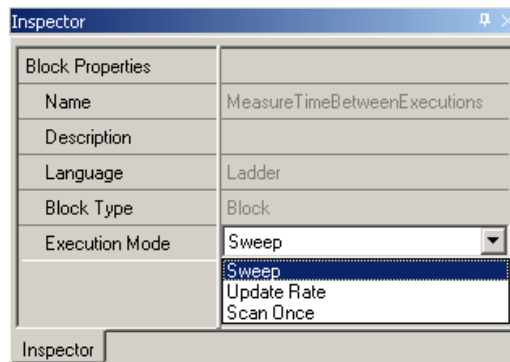 Inspector
Block Properties
Name MeasureTimeBetweenExecutions
Description
Language Ladder
Block Type Block
Execution Mode Sweep
Sweep
Update Rate
Scan Once
Inspector